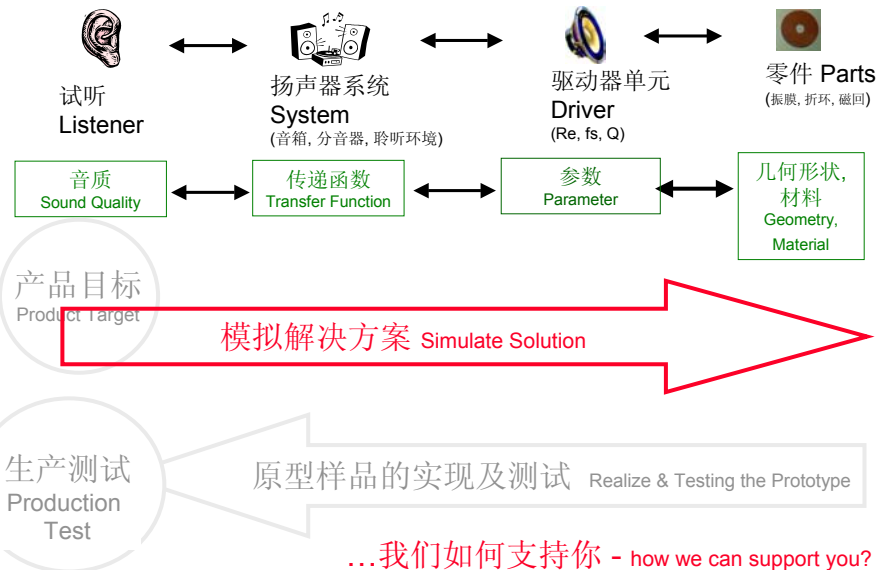 试听
Listener
扬声器系统
System
(音箱, 分音器, 聆听环境)
驱动器单元
Driver
(Re, fs, Q)
零件 Parts
(振膜, 折环, 磁回)
音质
Sound Quality
传递函数
Transfer Function
参数
Parameter
几何形状,
材料
Geometry,
Material
产品目标
Product Target
模拟解决方案 Simulate Solution
生产测试
Production
Test
原型样品的实现及测试 Realize & Testing the Prototype
…我们如何支持你 - how we can support you?